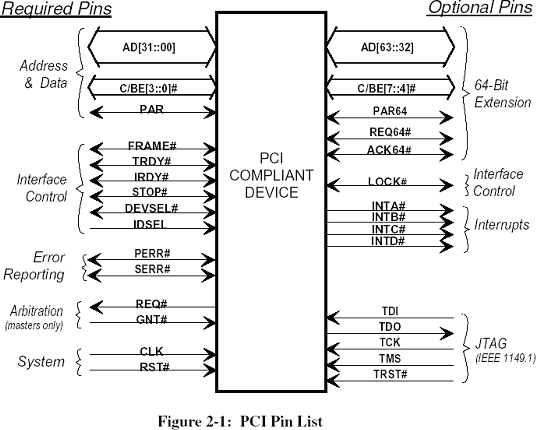 Required Pins
Optional Pins
Address
& Data
AD[31::00]
C/BE[3::0]#
PAR
Interface
Control
FRAME#
TRDY#
IRDY#
STOP#
DEVSEL#
IDSEL
Error
Reporting
PERR#
SERR#
Arbitration
(masters only)
REQ#
GNT#
System
CLK
RST#
PCI
COMPLIANT
DEVICE
AD[63::32]
C/BE[7::4]#
PAR64
REQ64#
ACK64#
64-Bit
Extension
LOCK#
Interface
Control
INTA#
INTB#
INTC#
INTD#
Interrupts
TDI
TDO
TCK
TMS
TRST#
JTAG
(IEEE 1149.1)
Figure 2-1: PCI Pin List